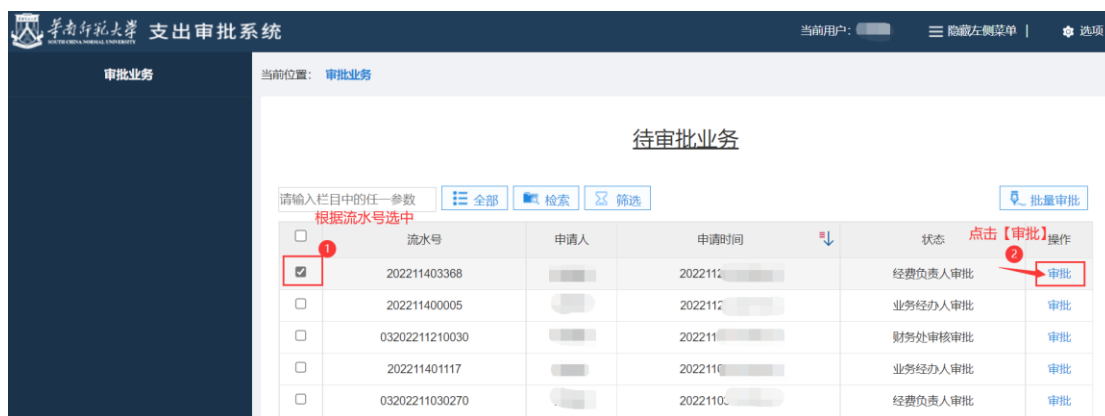 华南师范大学 支出审批系统 当前用户: 隐藏左侧菜单 | 选项
SOUTH CHINA NORMAL UNIVERSITY
审批业务 当前位置: 审批业务
待审批业务
请输入栏目中的任一参数 全部 检索 筛选 批量审批
根据流水号选中
流水号 申请人 申请时间 状态 点击【审批】 操作
1 2
202211403368 2022112 经费负责人审批 审批
202211400005 2022112 业务经办人审批 审批
03202211210030 202211 财务处审核审批 审批
202211401117 2022110 业务经办人审批 审批
03202211030270 2022110 经费负责人审批 审批